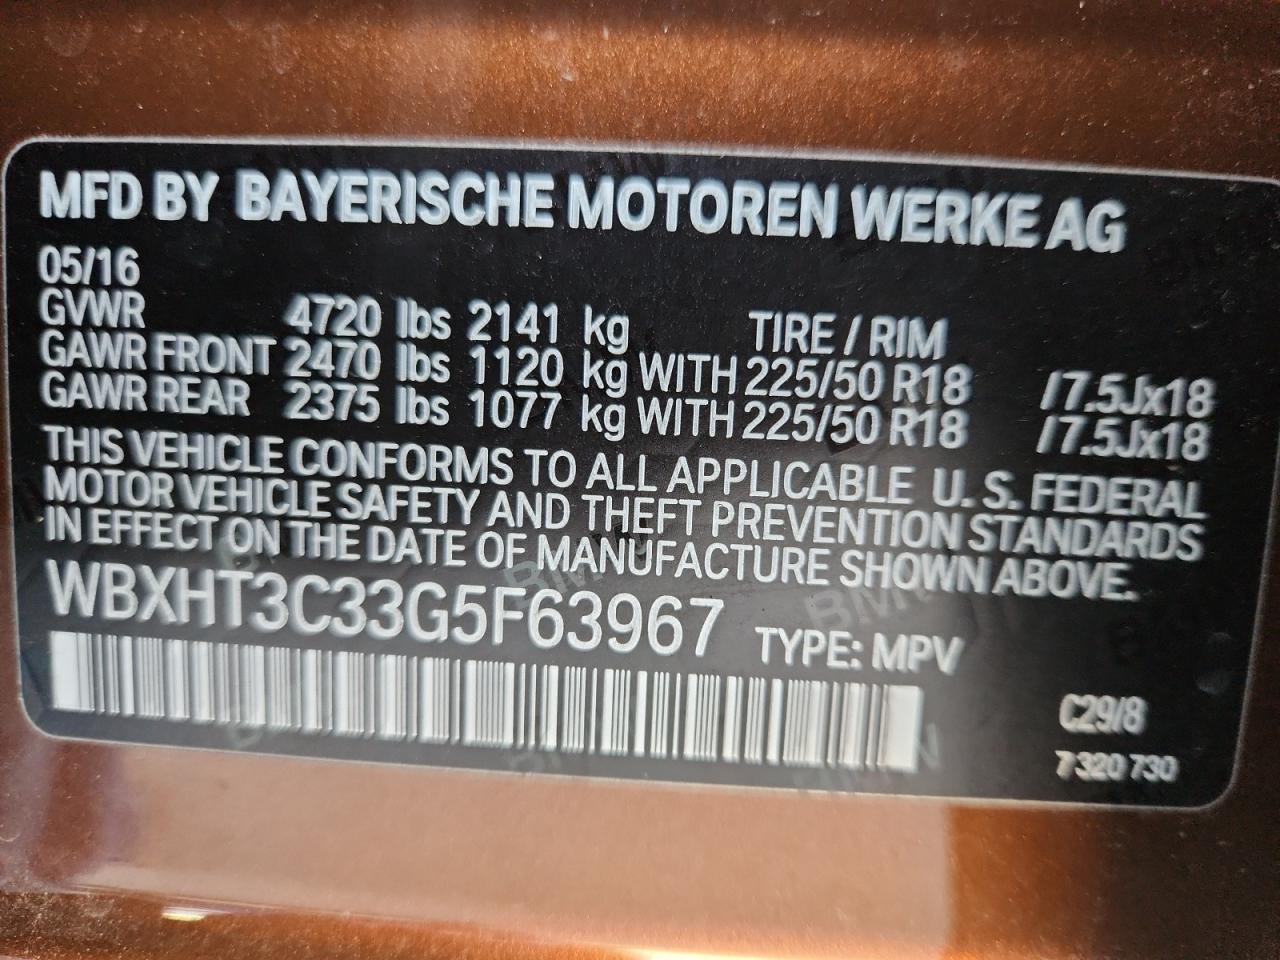 MFD BY BAYERISCHE MOTOREN WERKE AG
05/16
GVWR 4720 lbs 2141 kg TIRE / RIM
GAWR FRONT 2470 lbs 1120 kg WITH 225/50 R18 /7.5Jx18
GAWR REAR 2375 lbs 1077 kg WITH 225/50 R18 /7.5Jx18
THIS VEHICLE CONFORMS TO ALL APPLICABLE U. S. FEDERAL
MOTOR VEHICLE SAFETY AND THEFT PREVENTION STANDARDS
IN EFFECT ON THE DATE OF MANUFACTURE SHOWN ABOVE.
WBXHT3C33G5F63967 TYPE: MPV
C29/8
7 320 730